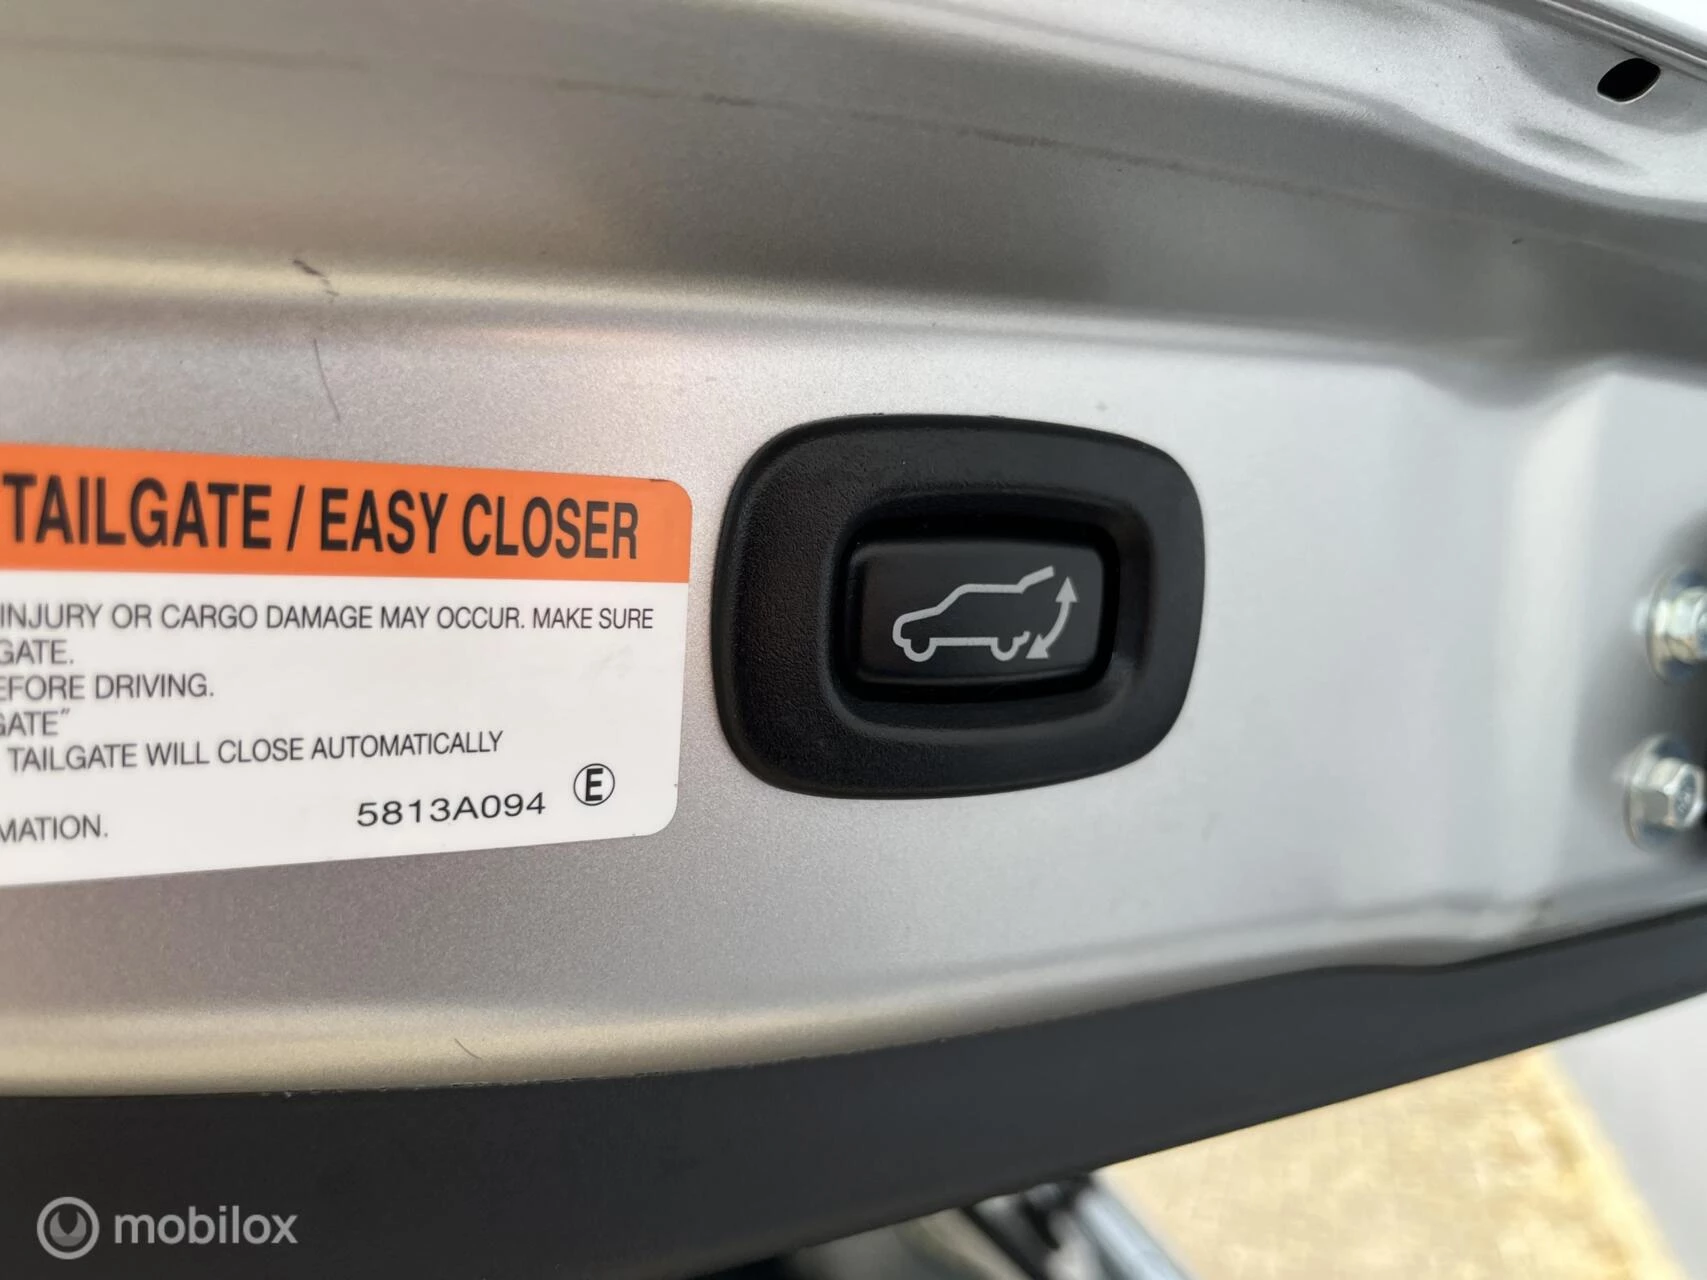 TAILGATE / EASY CLOSER
INJURY OR CARGO DAMAGE MAY OCCUR. MAKE SURE
GATE.
EFORE DRIVING.
GATE"
TAILGATE WILL CLOSE AUTOMATICALLY
5813A094 E
MATION.
mobilox